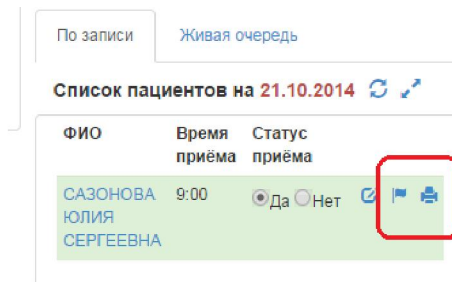 По записи Живая очередь
Список пациентов на 21.10.2014
ФИО Время Статус
приёма приёма
САЗОНОВА 9:00 Да Нет
ЮЛИЯ
СЕРГЕЕВНА